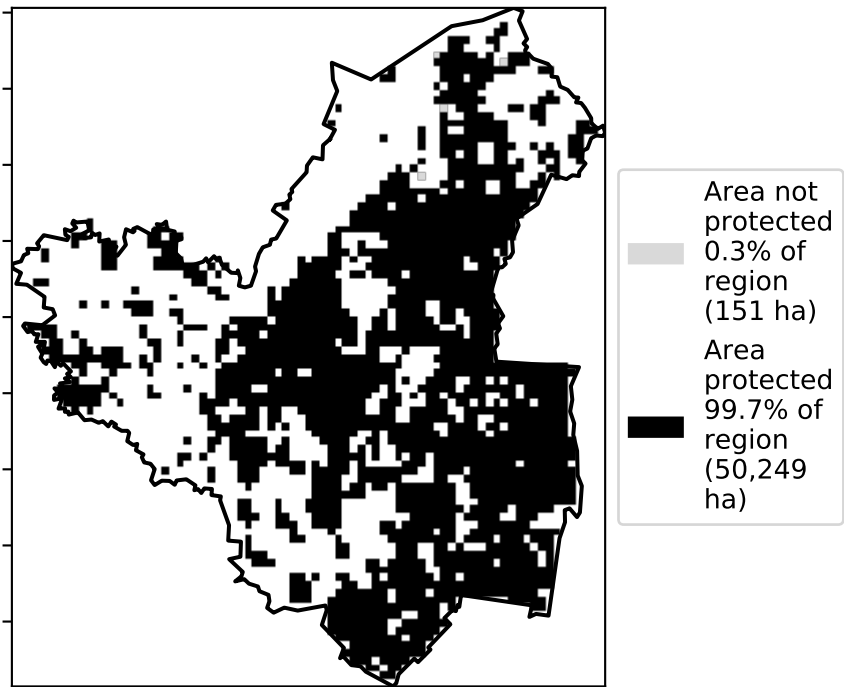 Area not
protected
0.3% of
region
(151 ha)
Area
protected
99.7% of
region
(50,249
ha)